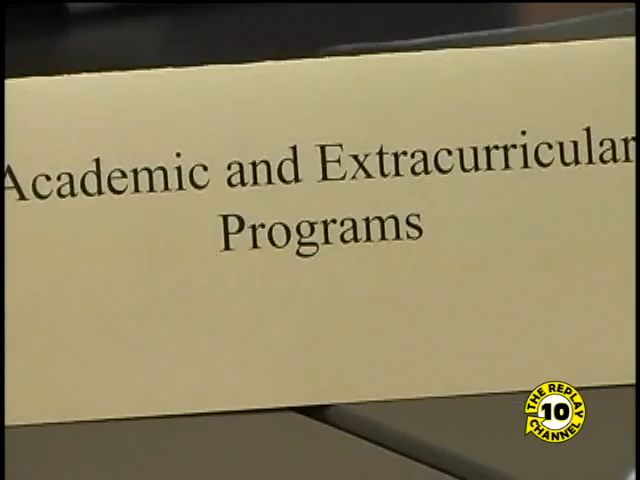 Academic and Extracurricular
Programs
THE REPLAY
10
CHANNEL